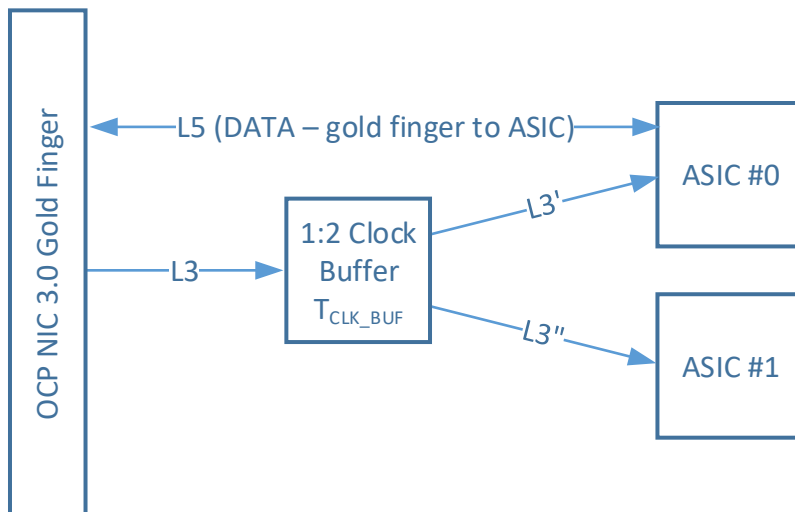 OCP NIC 3.0 Gold Finger
L5 (DATA – gold finger to ASIC)
ASIC #0
L3'
1:2 Clock
Buffer
TCLK_BUF
L3
L3"
ASIC #1